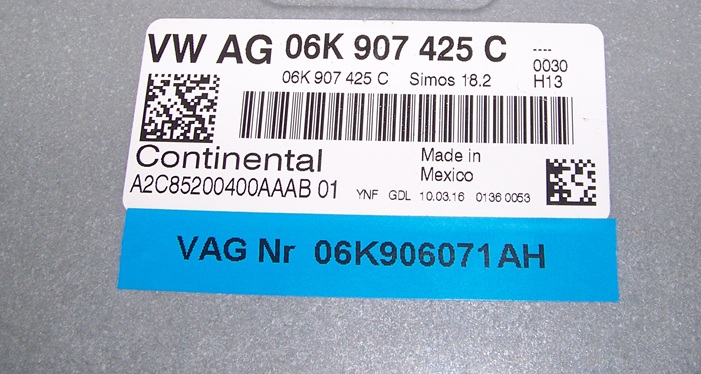 VW AG 06K 907 425 C ----
0030
06K 907 425 C Simos 18.2 H13
Continental
Made in
Mexico
A2C85200400AAAB 01
YNF GDL 10.03.16 0136 0053
VAG Nr 06K906071AH